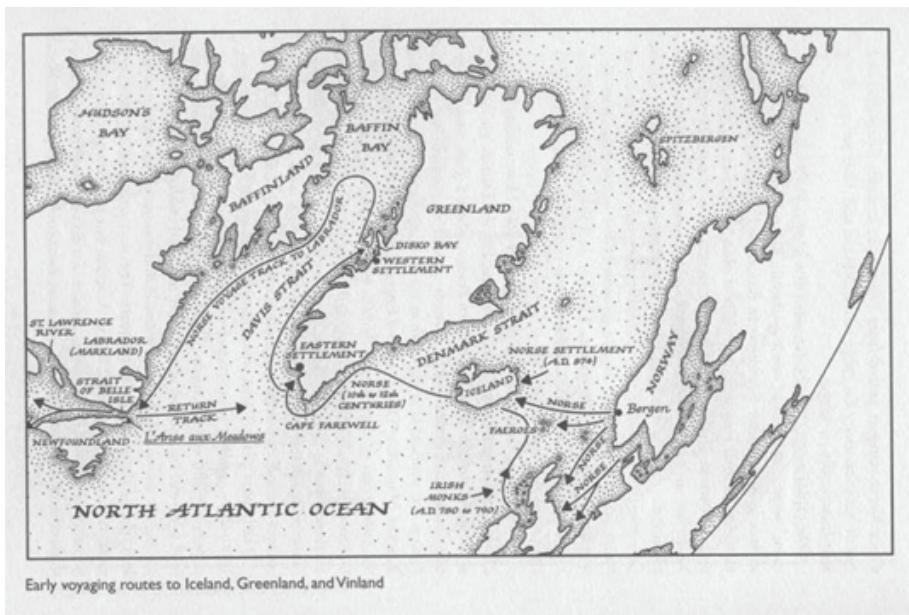 HUDSON'S
BAY
BAFFIN
BAY
SPITZBERGEN
BAFFINLAND
GREENLAND
NORSE VOYAGE TRACK TO LABRADOR
DISKO BAY
WESTERN
SETTLEMENT
DAVIS STRAIT
ST. LAWRENCE
RIVER
LABRADOR
(MARKLAND)
EASTERN
SETTLEMENT
DENMARK STRAIT
NORSE SETTLEMENT
(A.D. 874)
NORWAY
STRAIT
OF BELLE
ISLE
NORSE
(10th to 12th
CENTURIES)
ICELAND
NORSE
Bergen
RETURN
TRACK
CAPE FAREWELL
FAEROES
NEWFOUNDLAND
L'Anse aux Meadows
NORSE
NORSE
IRISH
MONKS
(A.D. 780 to 790)
NORTH ATLANTIC OCEAN
Early voyaging routes to Iceland, Greenland, and Vinland